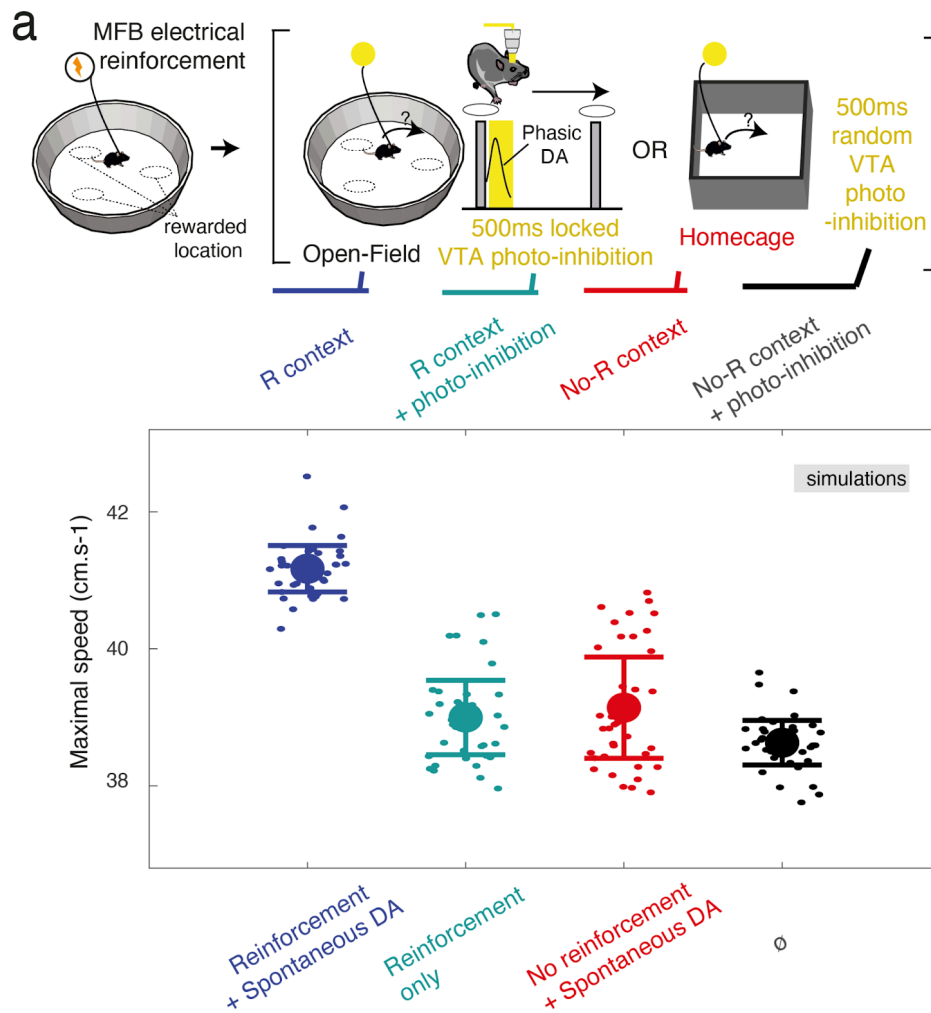 a
MFB electrical
reinforcement
rewarded
location
?
Open-Field
Phasic
DA
500ms locked
VTA photo-inhibition
OR
?
Homecage
500ms
random
VTA
photo
-inhibition
R context
R context
+ photo-inhibition
No-R context
No-R context
+ photo-inhibition
simulations
Maximal speed (cm.s-1)
42
40
38
Reinforcement
+ Spontaneous DA
Reinforcement
only
No reinforcement
+ Spontaneous DA
ø